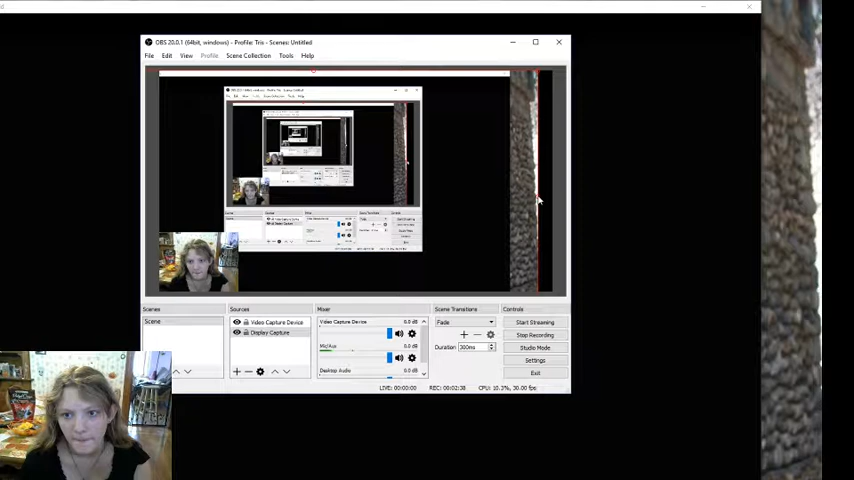 OBS 20.0.1 (64bit, windows) - Profile: Tris - Scenes: Untitled
File Edit View Profile Scene Collection Tools Help
Scenes Sources Mixer Scene Transitions Controls
Scene Video Capture Device Video Capture Device 0.0 dB Fade Start Streaming
Display Capture Stop Recording
Mic/Aux 0.0 dB Duration 300ms Studio Mode
Settings
Desktop Audio 0.0 dB Exit
LIVE: 00:00:00 REC: 00:02:38 CPU: 10.3%, 30.00 fps